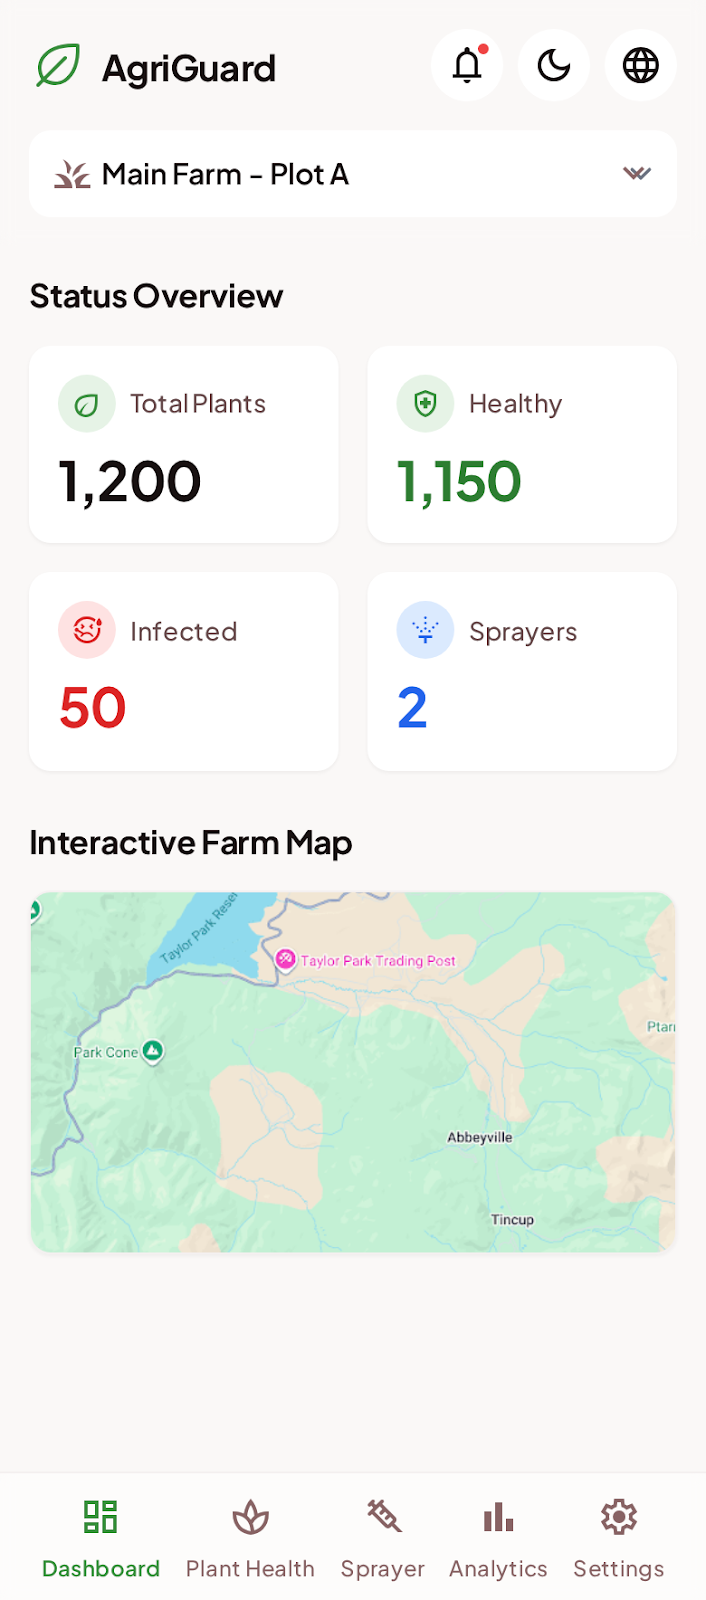 AgriGuard
Main Farm - Plot A
Status Overview
Total Plants
Healthy
1,200
1,150
Infected
Sprayers
50
2
Interactive Farm Map
Taylor Park Reser
Taylor Park Trading Post
Ptarı
Park Cone
Abbeyville
Tincup
Dashboard
Plant Health
Sprayer
Analytics
Settings